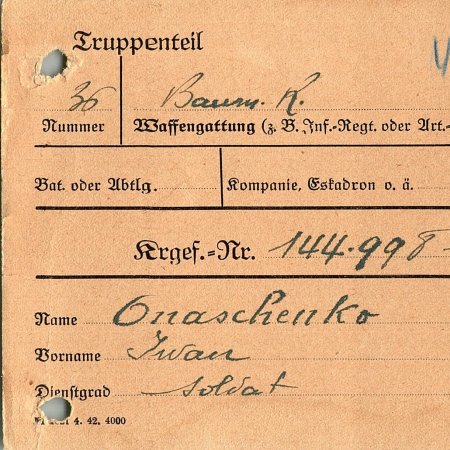 Truppenteil
36 Baum. K.
Nummer Waffengattung (z. B. Inf.-Regt. oder Art.-
Bat. oder Abtlg. Kompanie, Eskadron o. ä.
Krgef.-Nr. 144.998
Name Onaschenko
Vorname Iwan
Dienstgrad Soldat
4. 42. 4000